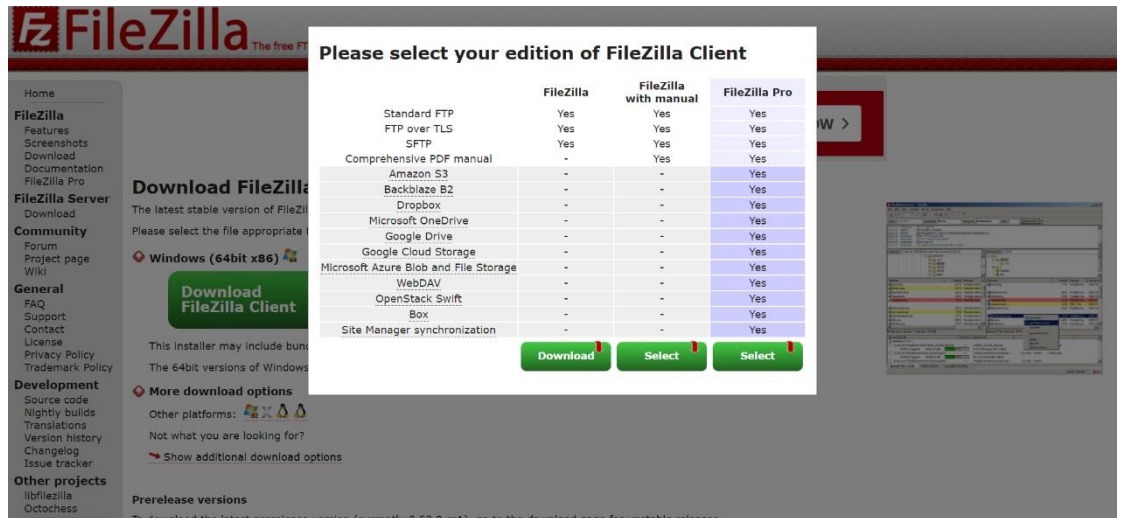 FileZilla The free FT
Please select your edition of FileZilla Client
FileZilla FileZilla with manual FileZilla Pro
Standard FTP Yes Yes Yes
FTP over TLS Yes Yes Yes
SFTP Yes Yes Yes
Comprehensive PDF manual - Yes Yes
Amazon S3 - - Yes
Backblaze B2 - - Yes
Dropbox - - Yes
Microsoft OneDrive - - Yes
Google Drive - - Yes
Google Cloud Storage - - Yes
Microsoft Azure Blob and File Storage - - Yes
WebDAV - - Yes
OpenStack Swift - - Yes
Box - - Yes
Site Manager synchronization - - Yes
Download Select Select
OW >
Home
FileZilla
Features
Screenshots
Download
Documentation
FileZilla Pro
FileZilla Server
Download
Community
Forum
Project page
Wiki
General
FAQ
Support
Contact
License
Privacy Policy
Trademark Policy
Development
Source code
Nightly builds
Translations
Version history
Changelog
Issue tracker
Other projects
libfilezilla
Octochess
Download FileZilla
The latest stable version of FileZil
Please select the file appropriate
Windows (64bit x86)
Download
FileZilla Client
This installer may include bun
The 64bit versions of Windows
More download options
Other platforms:
Not what you are looking for?
Show additional download options
Prerelease versions